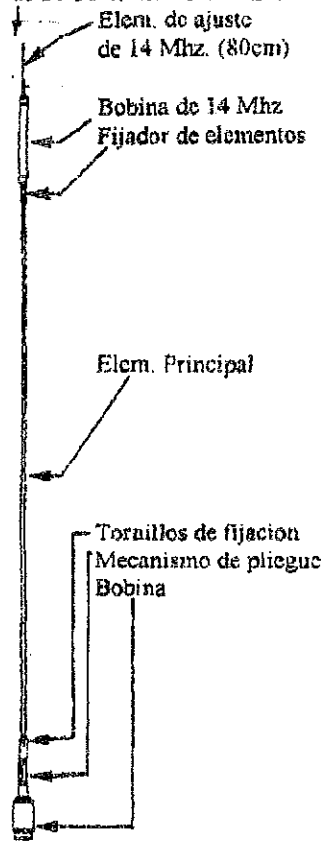 Elem. de ajuste
de 14 Mhz. (80cm)
Bobina de 14 Mhz
Fijador de elementos
Elem. Principal
Tornillos de fijacion
Mecanismo de pliegue
Bobina